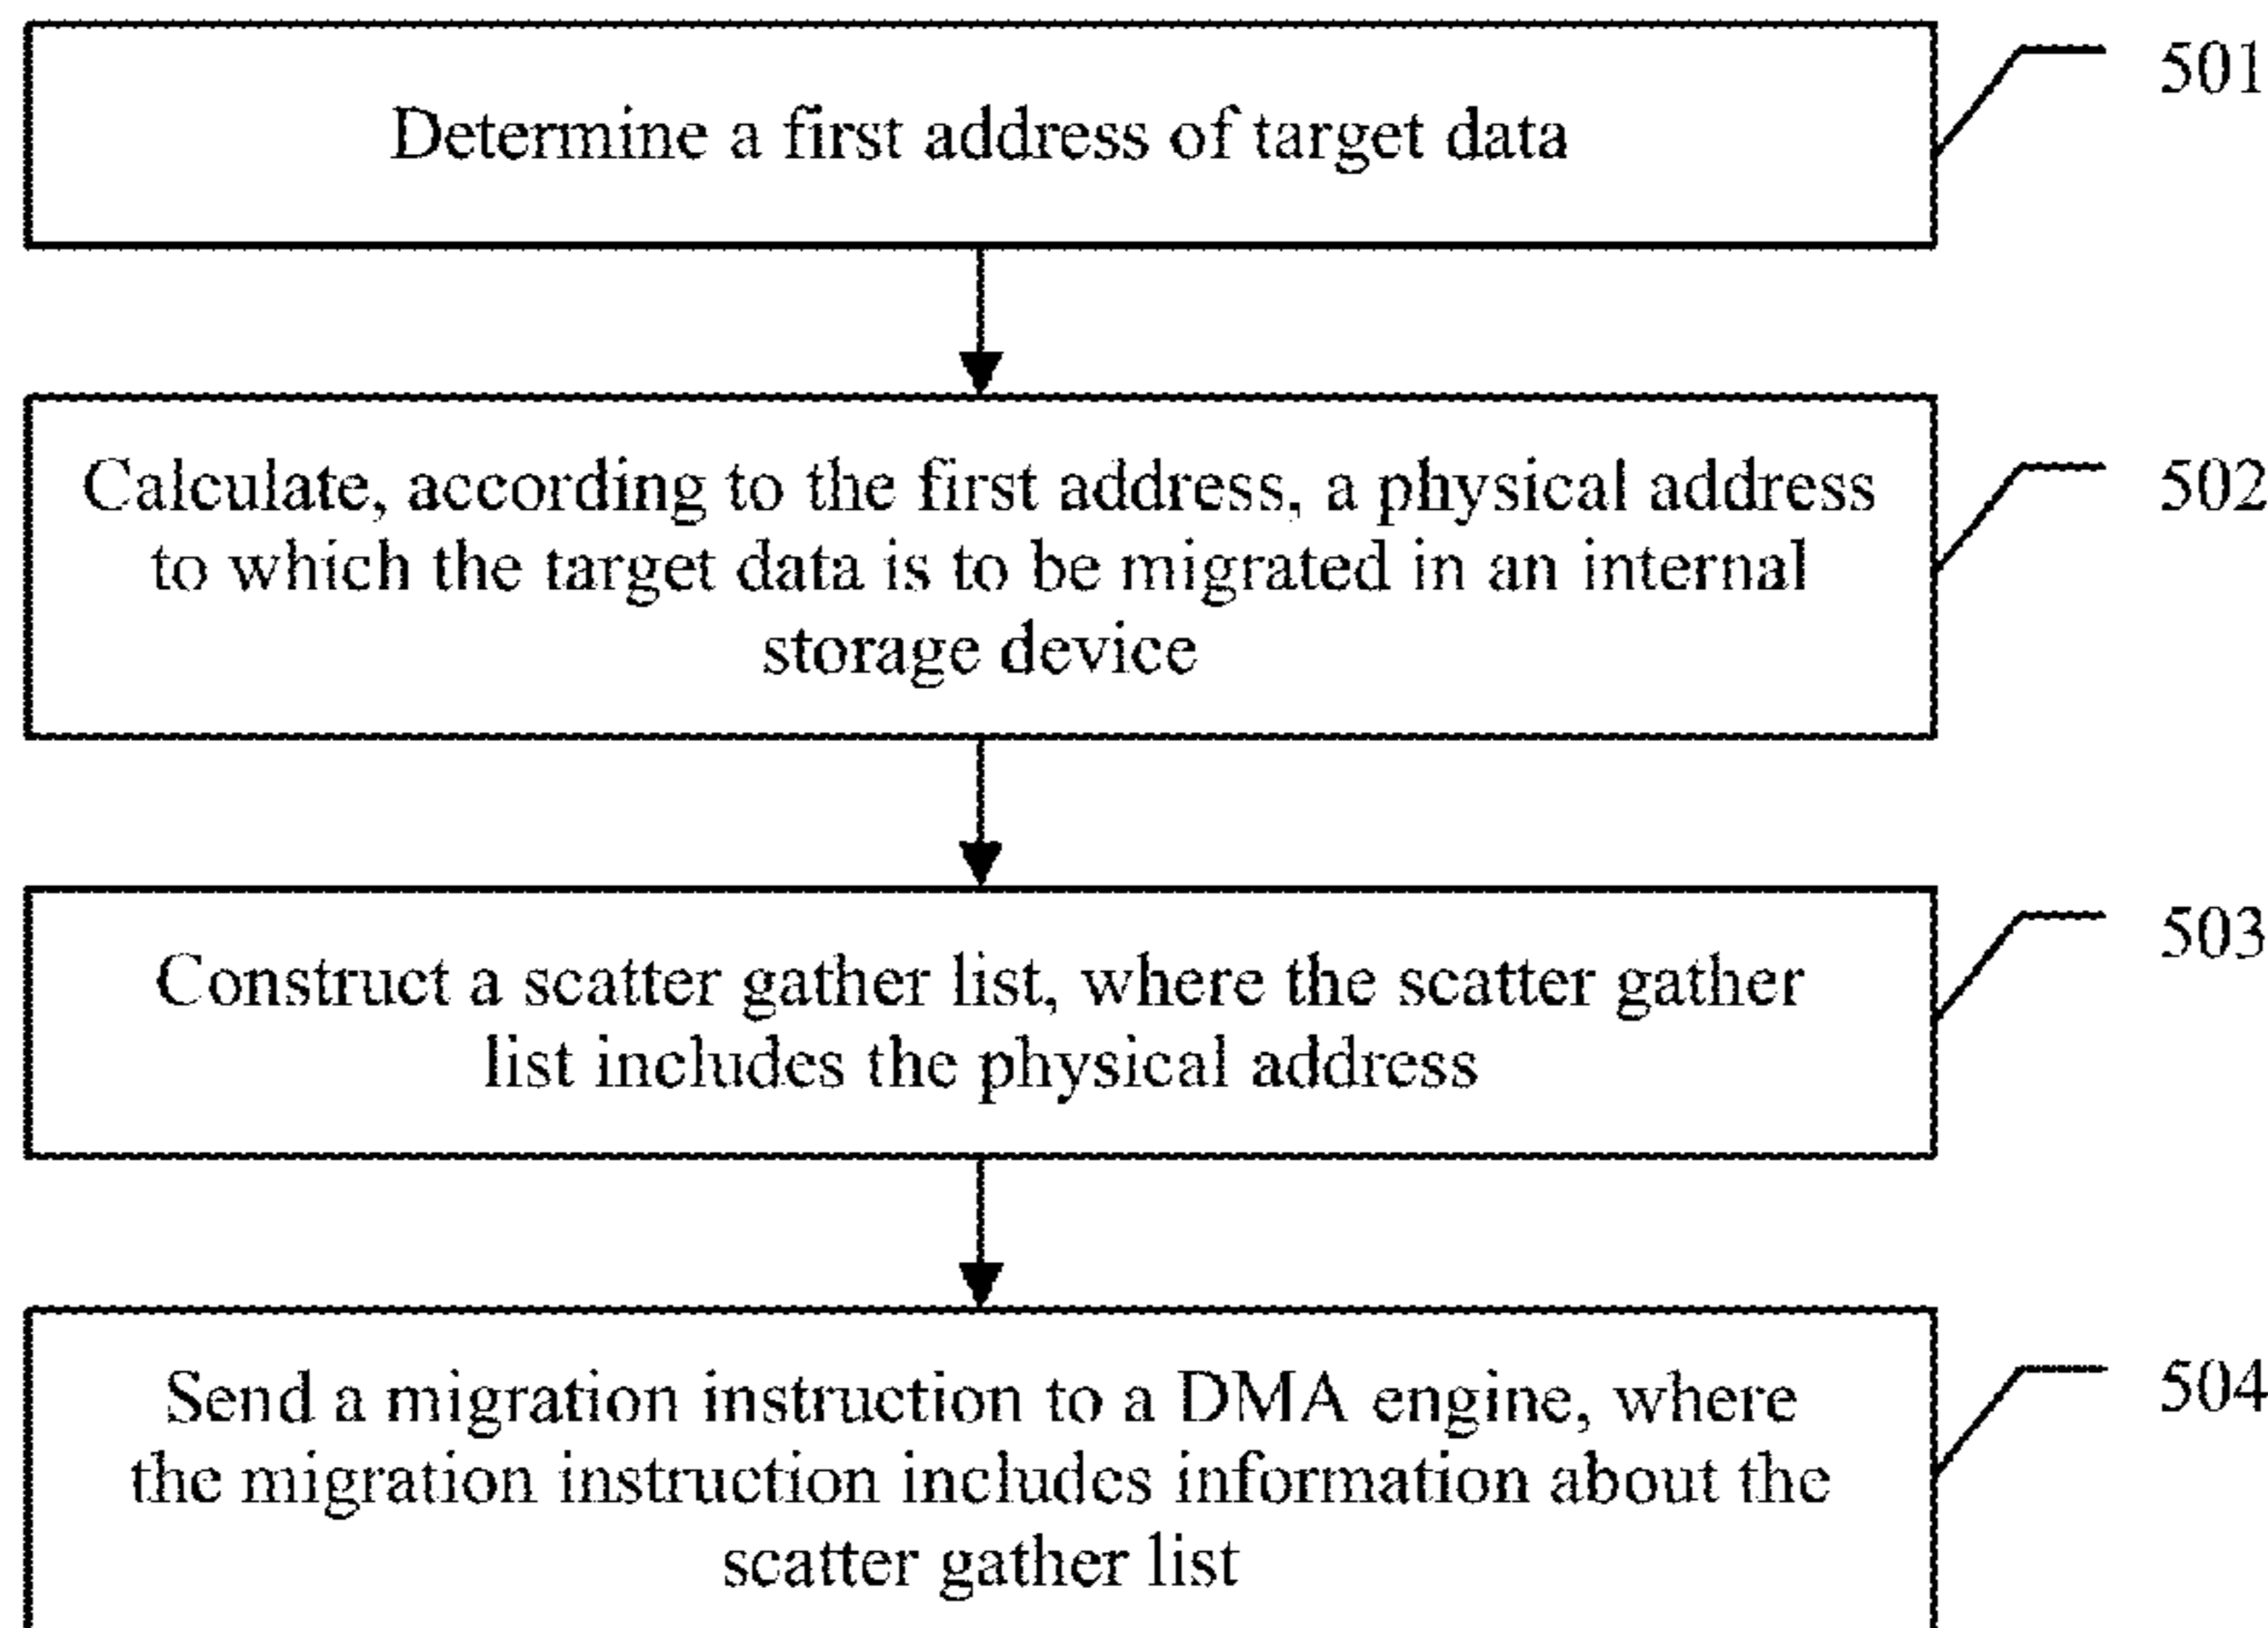 Determine a first address of target data
501
Calculate, according to the first address, a physical address
to which the target data is to be migrated in an internal
storage device
502
Construct a scatter gather list, where the scatter gather
list includes the physical address
503
Send a migration instruction to a DMA engine, where
the migration instruction includes information about the
scatter gather list
504